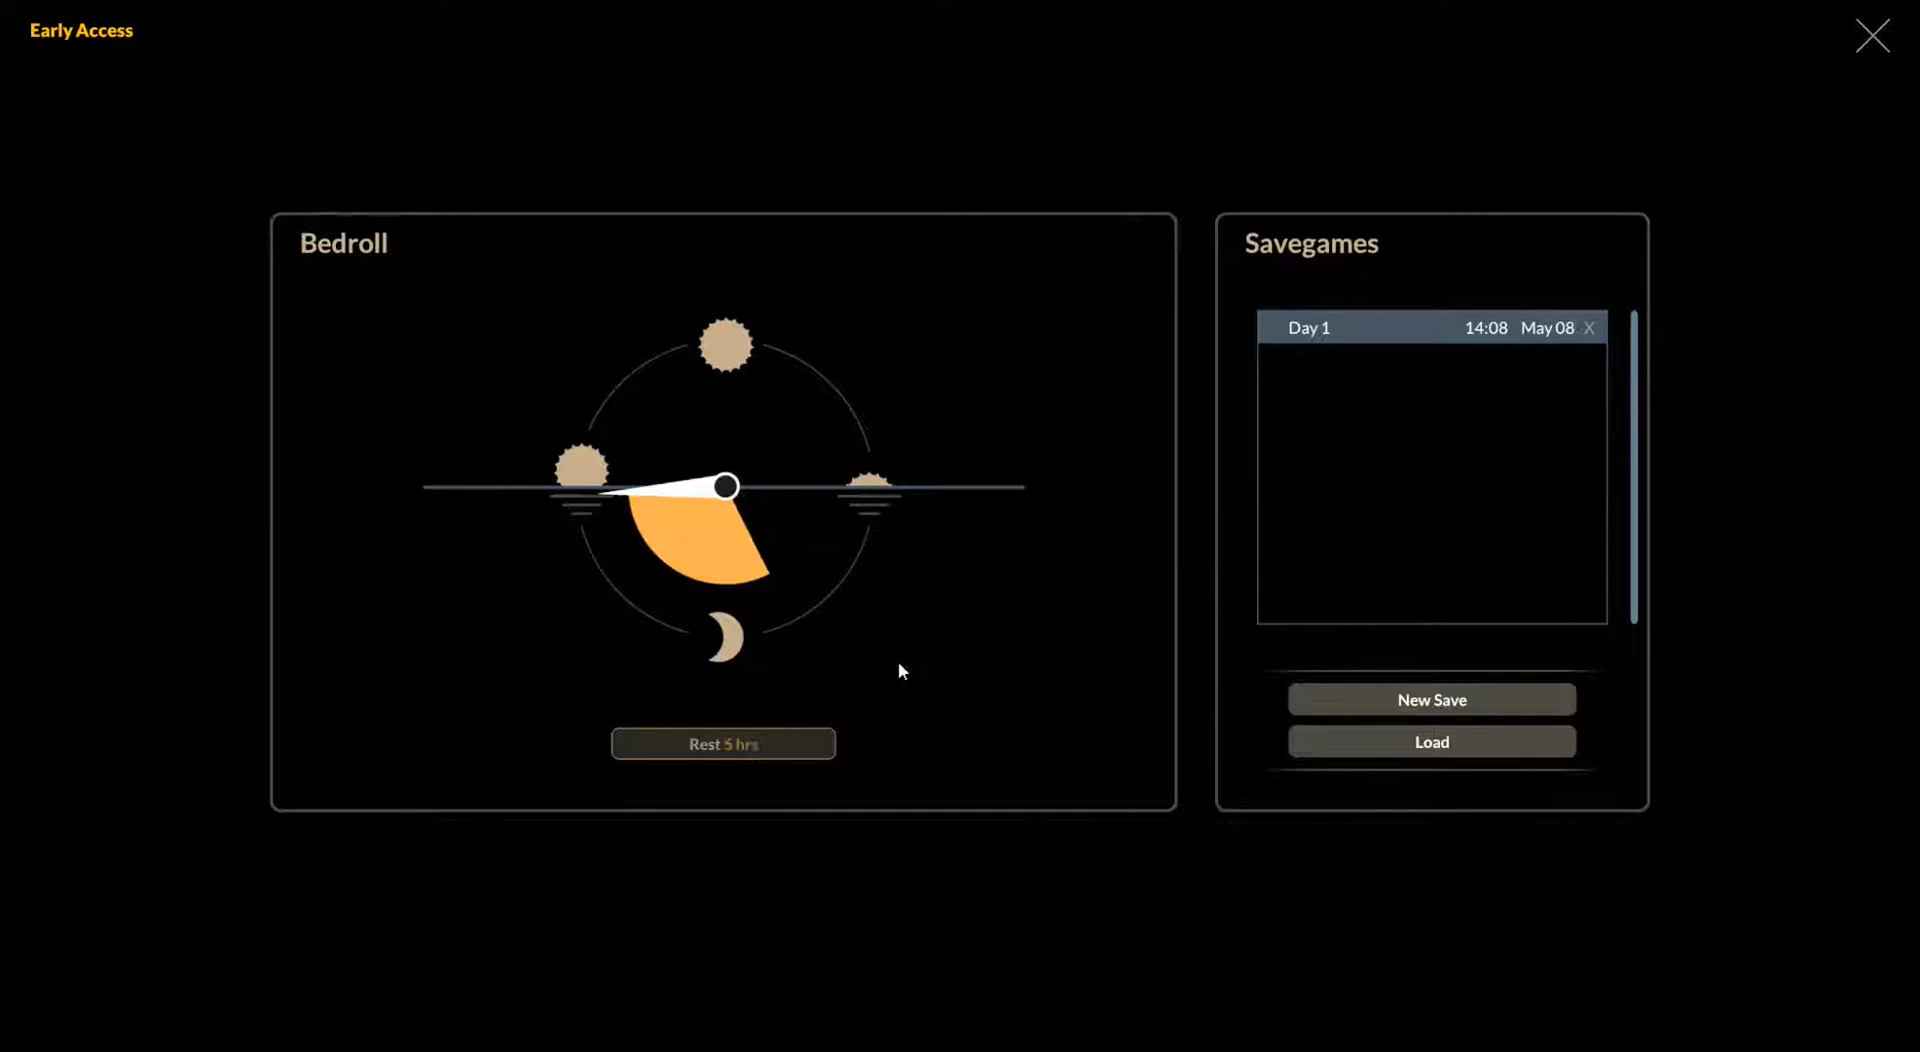 Early Access
Bedroll
Rest 5 hrs
Savegames
Day 1 14:08 May 08 X
New Save
Load